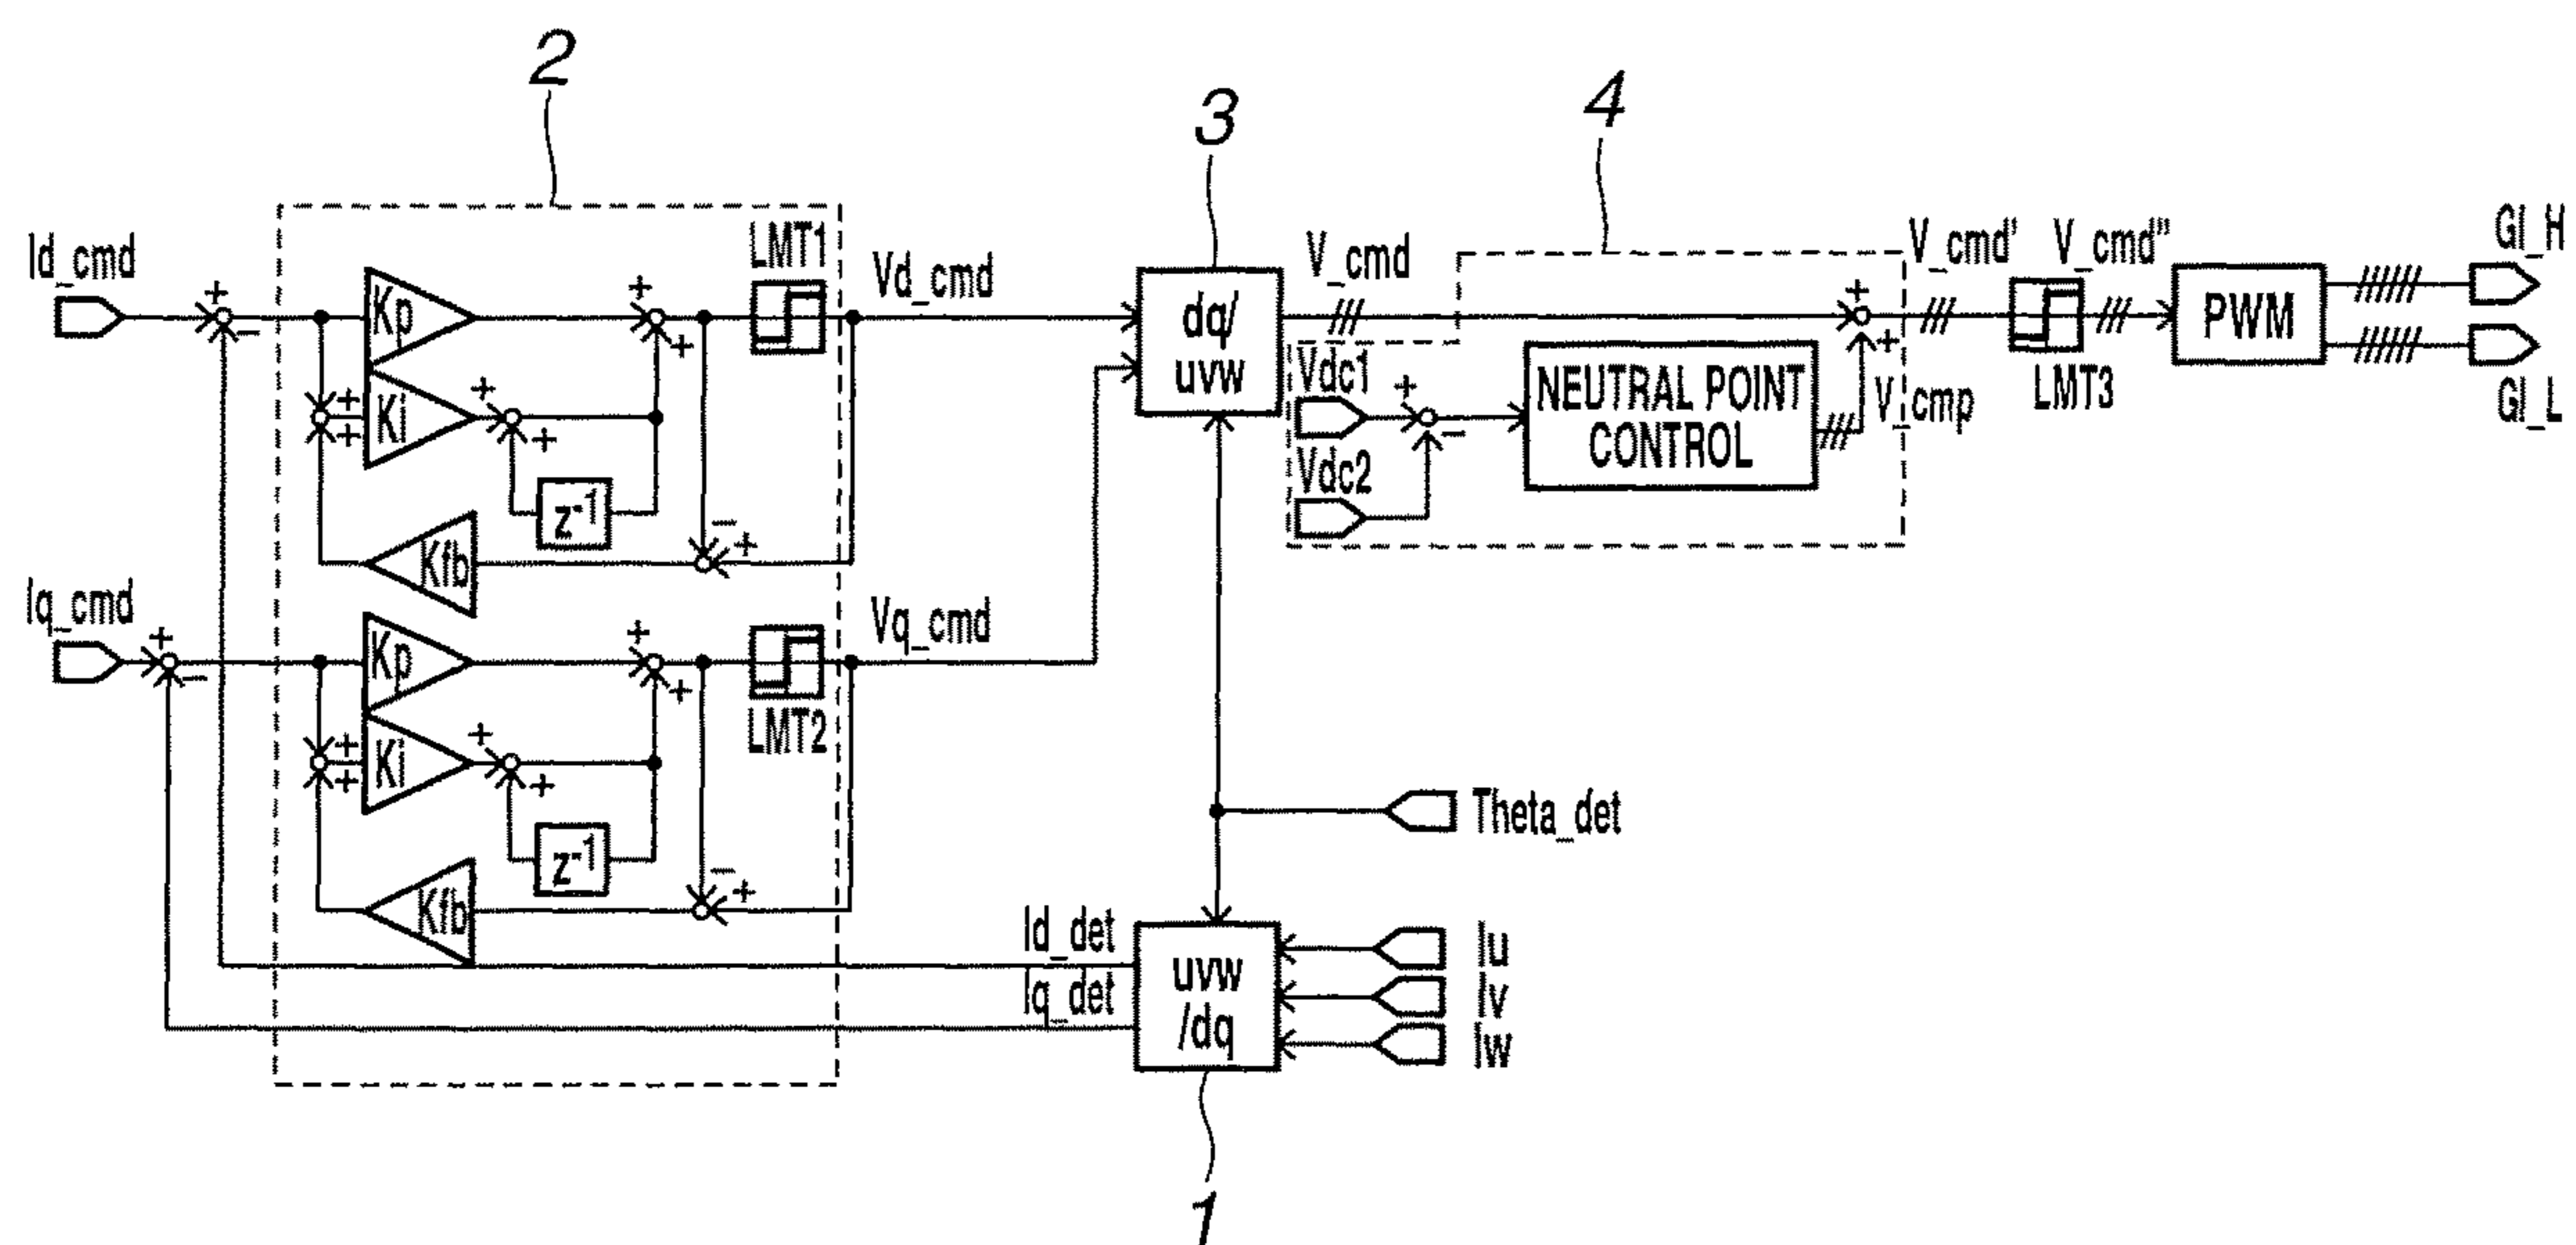 2
3
4
Id_cmd
+
−
Kp
+
+
LMT1
Vd_cmd
+
+
Ki
+
+
z-1
Kfb
−
+
Iq_cmd
+
−
Kp
+
+
LMT2
Vq_cmd
+
+
Ki
+
+
z-1
Kfb
−
+
dq/
uvw
V_cmd
Vdc1
+
−
Vdc2
NEUTRAL POINT
CONTROL
+
+
V_cmp
V_cmd'
LMT3
V_cmd"
PWM
GI_H
GI_L
Theta_det
Id_det
Iq_det
uvw
/dq
Iu
Iv
Iw
1